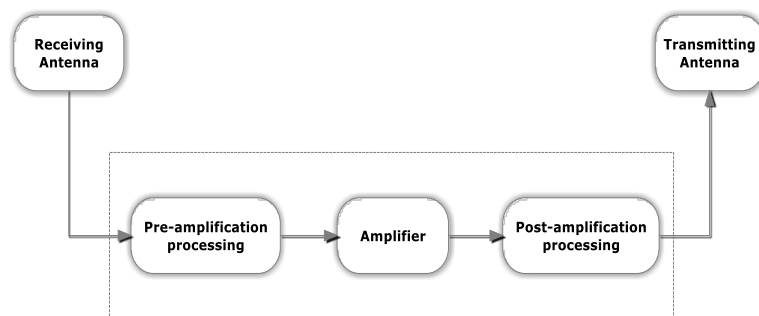 Receiving
Antenna
Transmitting
Antenna
Pre-amplification
processing
Amplifier
Post-amplification
processing